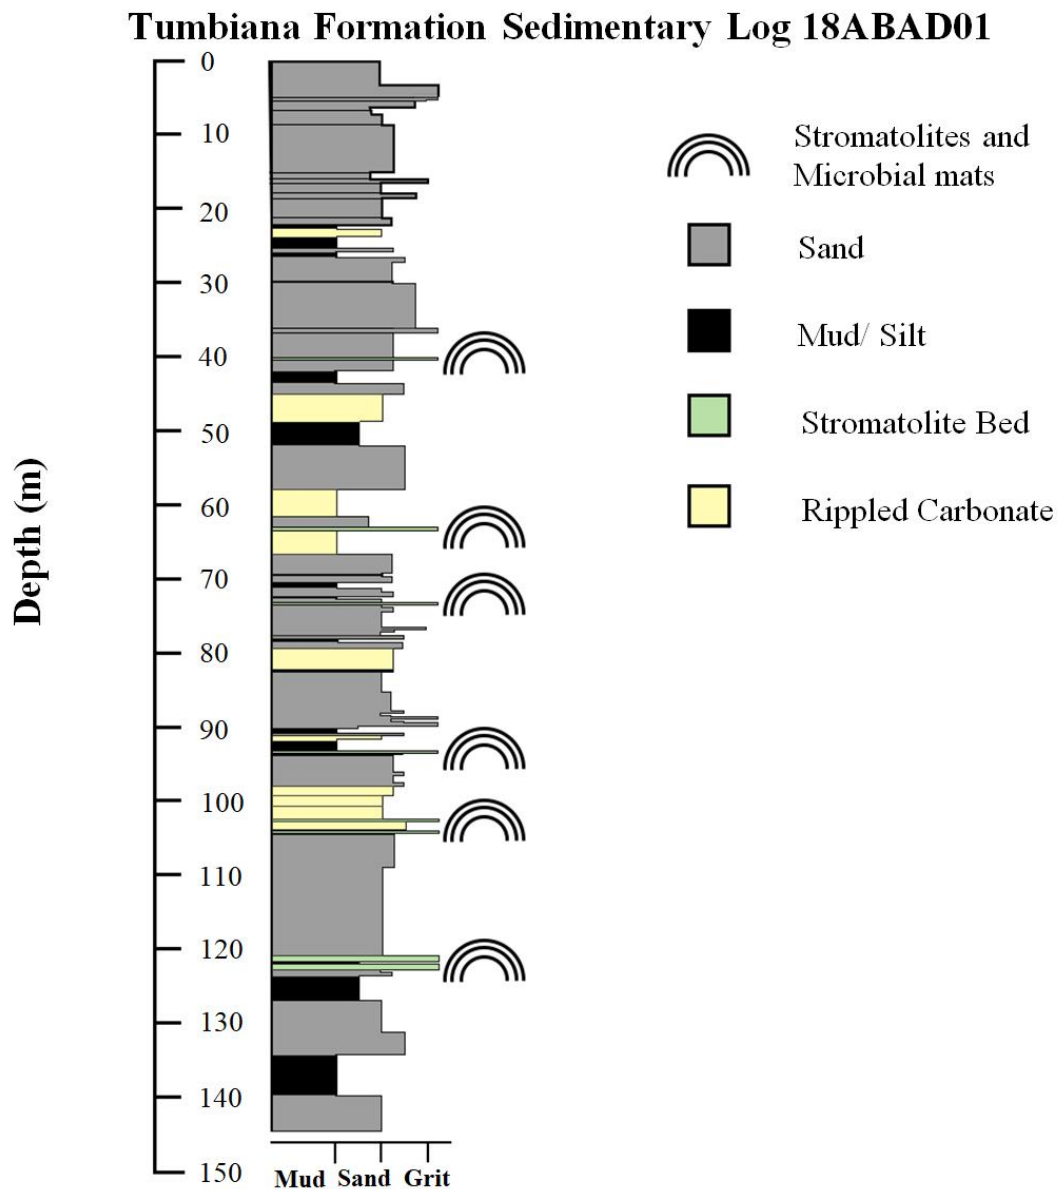 Tumbiana Formation Sedimentary Log 18ABAD01
0
10
20
30
40
50
60
70
80
90
100
110
120
130
140
150
Depth (m)
Mud Sand Grit
Stromatolites and
Microbial mats
Sand
Mud/ Silt
Stromatolite Bed
Rippled Carbonate